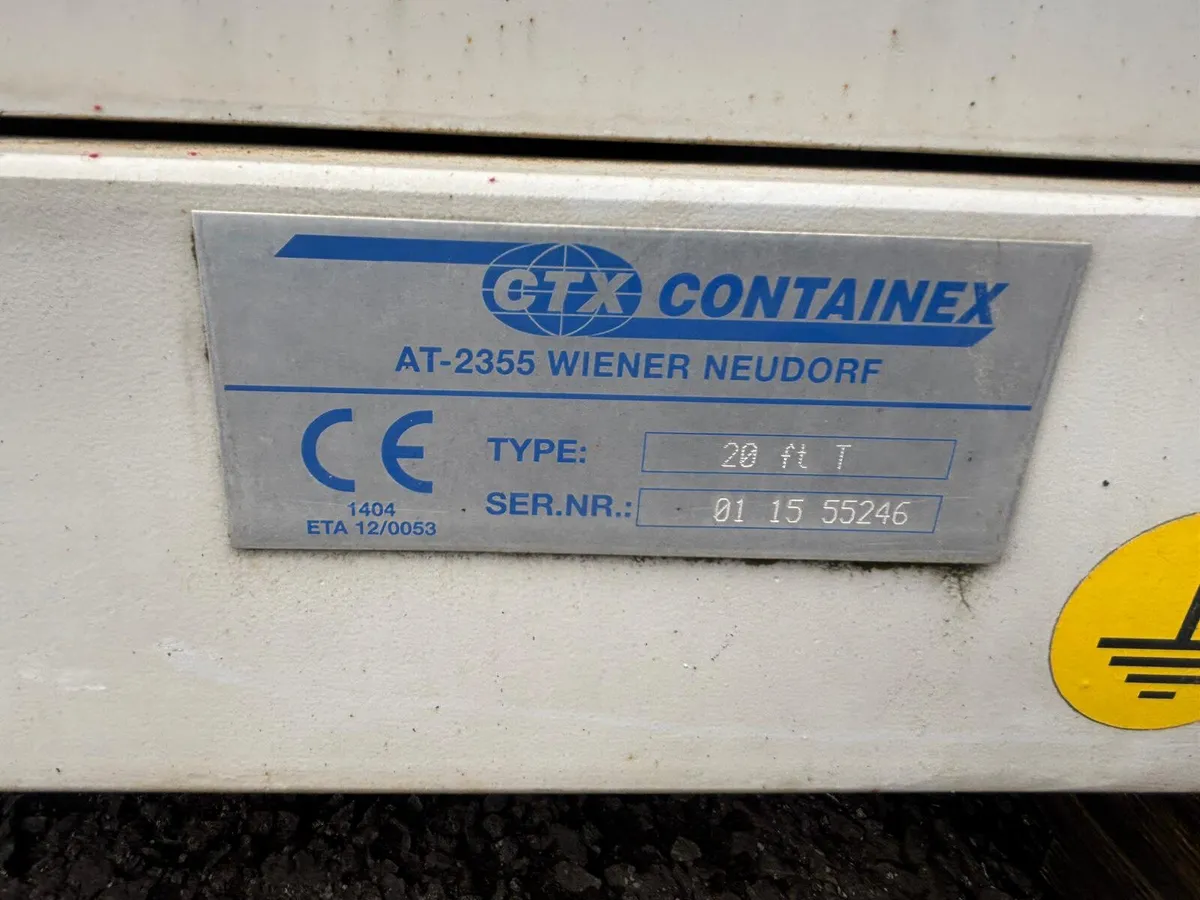 CTX CONTAINEX
AT-2355 WIENER NEUDORF
CE TYPE: 20 ft T
1404 SER.NR.: 01 15 55246
ETA 12/0053